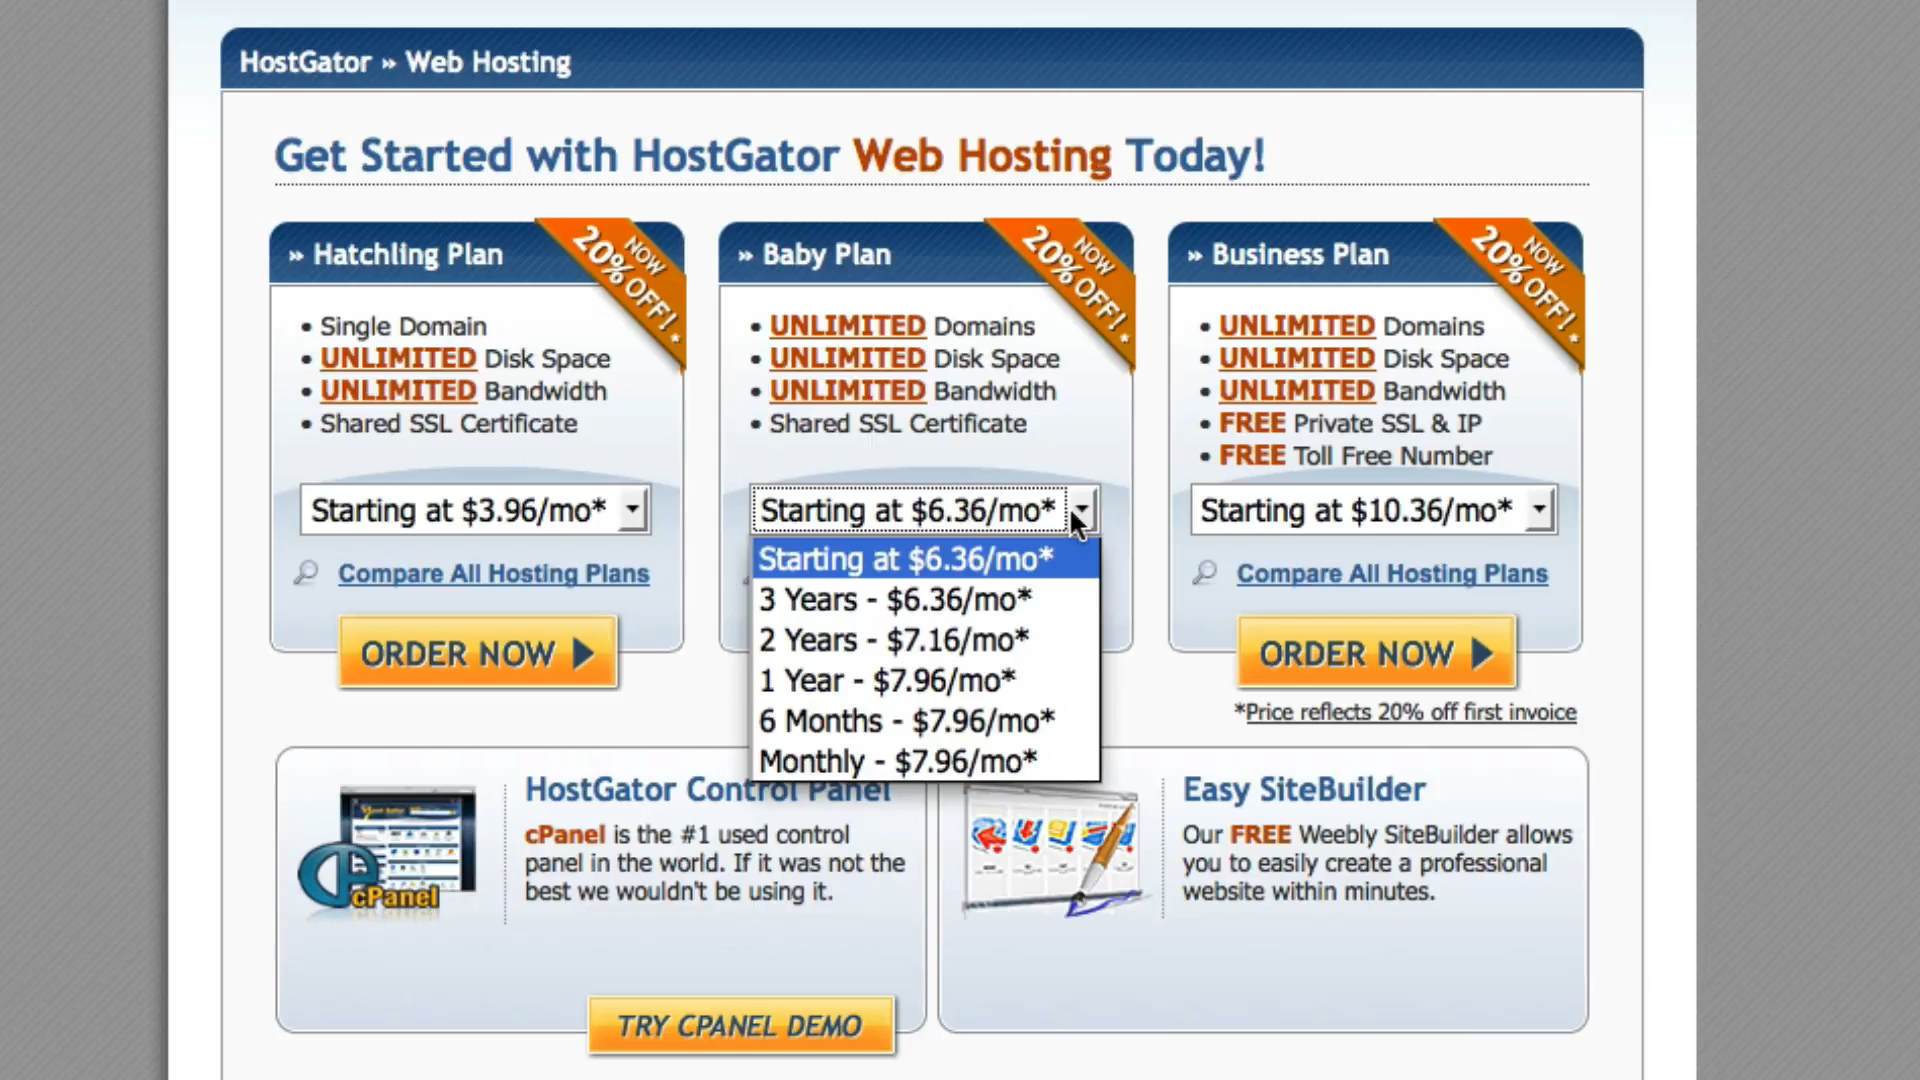 HostGator » Web Hosting
Get Started with HostGator Web Hosting Today!
» Hatchling Plan
NOW
20% OFF! *
• Single Domain
• UNLIMITED Disk Space
• UNLIMITED Bandwidth
• Shared SSL Certificate
Starting at $3.96/mo*
Compare All Hosting Plans
ORDER NOW
» Baby Plan
NOW
20% OFF! *
• UNLIMITED Domains
• UNLIMITED Disk Space
• UNLIMITED Bandwidth
• Shared SSL Certificate
Starting at $6.36/mo*
Starting at $6.36/mo*
3 Years - $6.36/mo*
2 Years - $7.16/mo*
1 Year - $7.96/mo*
6 Months - $7.96/mo*
Monthly - $7.96/mo*
» Business Plan
NOW
20% OFF! *
• UNLIMITED Domains
• UNLIMITED Disk Space
• UNLIMITED Bandwidth
• FREE Private SSL & IP
• FREE Toll Free Number
Starting at $10.36/mo*
Compare All Hosting Plans
ORDER NOW
*Price reflects 20% off first invoice
HostGator Control Panel
cPanel is the #1 used control
panel in the world. If it was not the
best we wouldn't be using it.
cPanel
TRY CPANEL DEMO
Easy SiteBuilder
Our FREE Weebly SiteBuilder allows
you to easily create a professional
website within minutes.